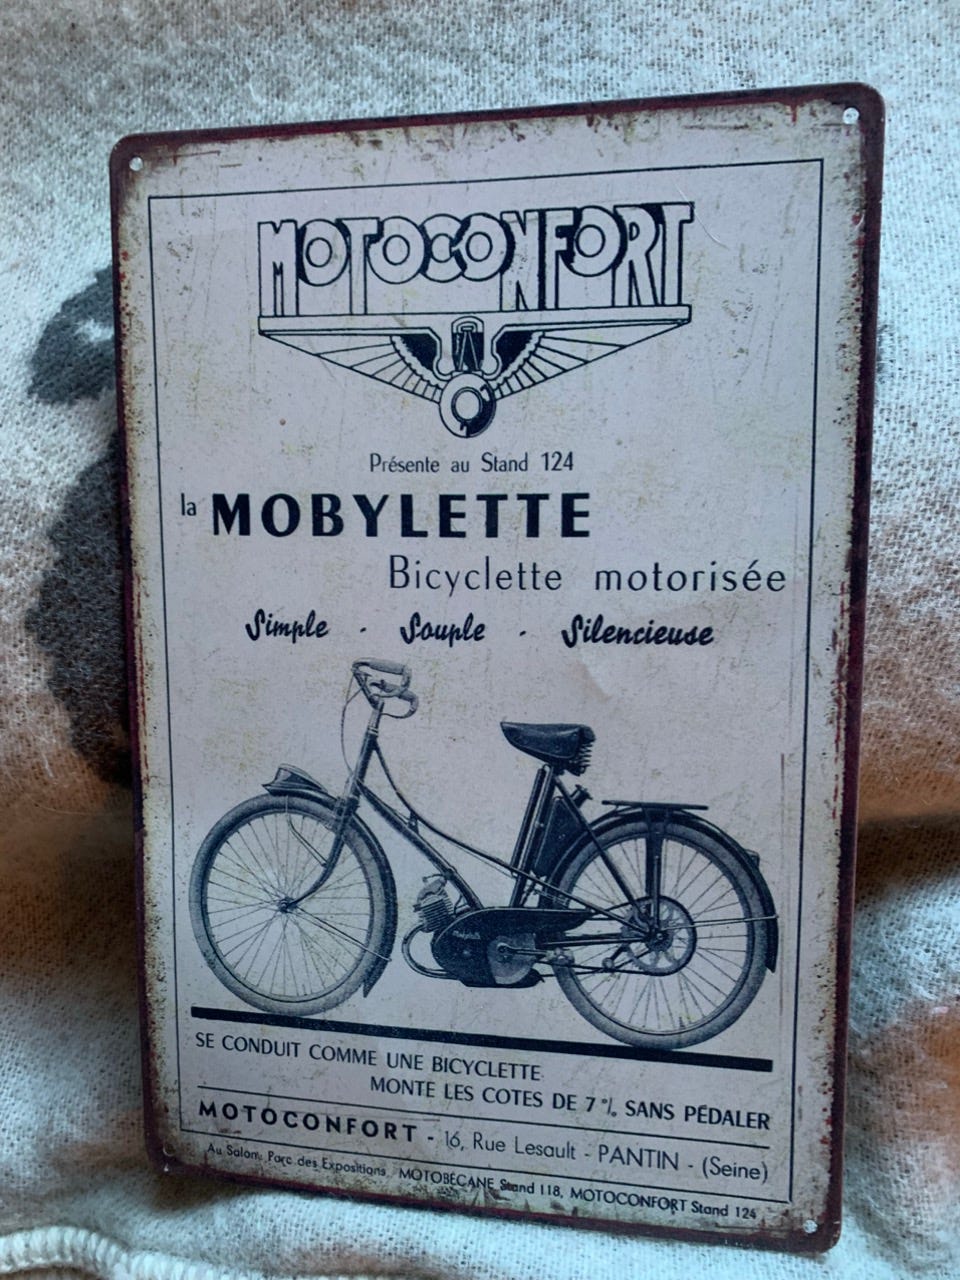 MOTOCONFORT
Présente au Stand 124
la MOBYLETTE
Bicyclette motorisée
Simple - Souple - Silencieuse
Mobylette
SE CONDUIT COMME UNE BICYCLETTE
MONTE LES COTES DE 7 % SANS PÉDALER
MOTOCONFORT - 16, Rue Lesault - PANTIN - (Seine)
Au Salon: Parc des Expositions, MOTOBÉCANE Stand 118, MOTOCONFORT Stand 124